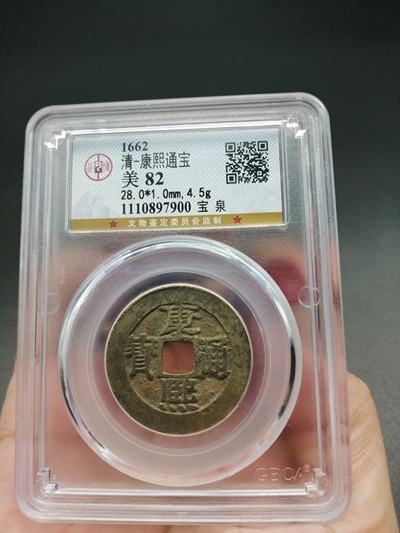 1662
清-康熙通宝
美 82
28.0*1.0mm,4.5g
1110897900 宝 泉
★ 文物鉴定委员会监制 ★
康熙通寶
GBCA